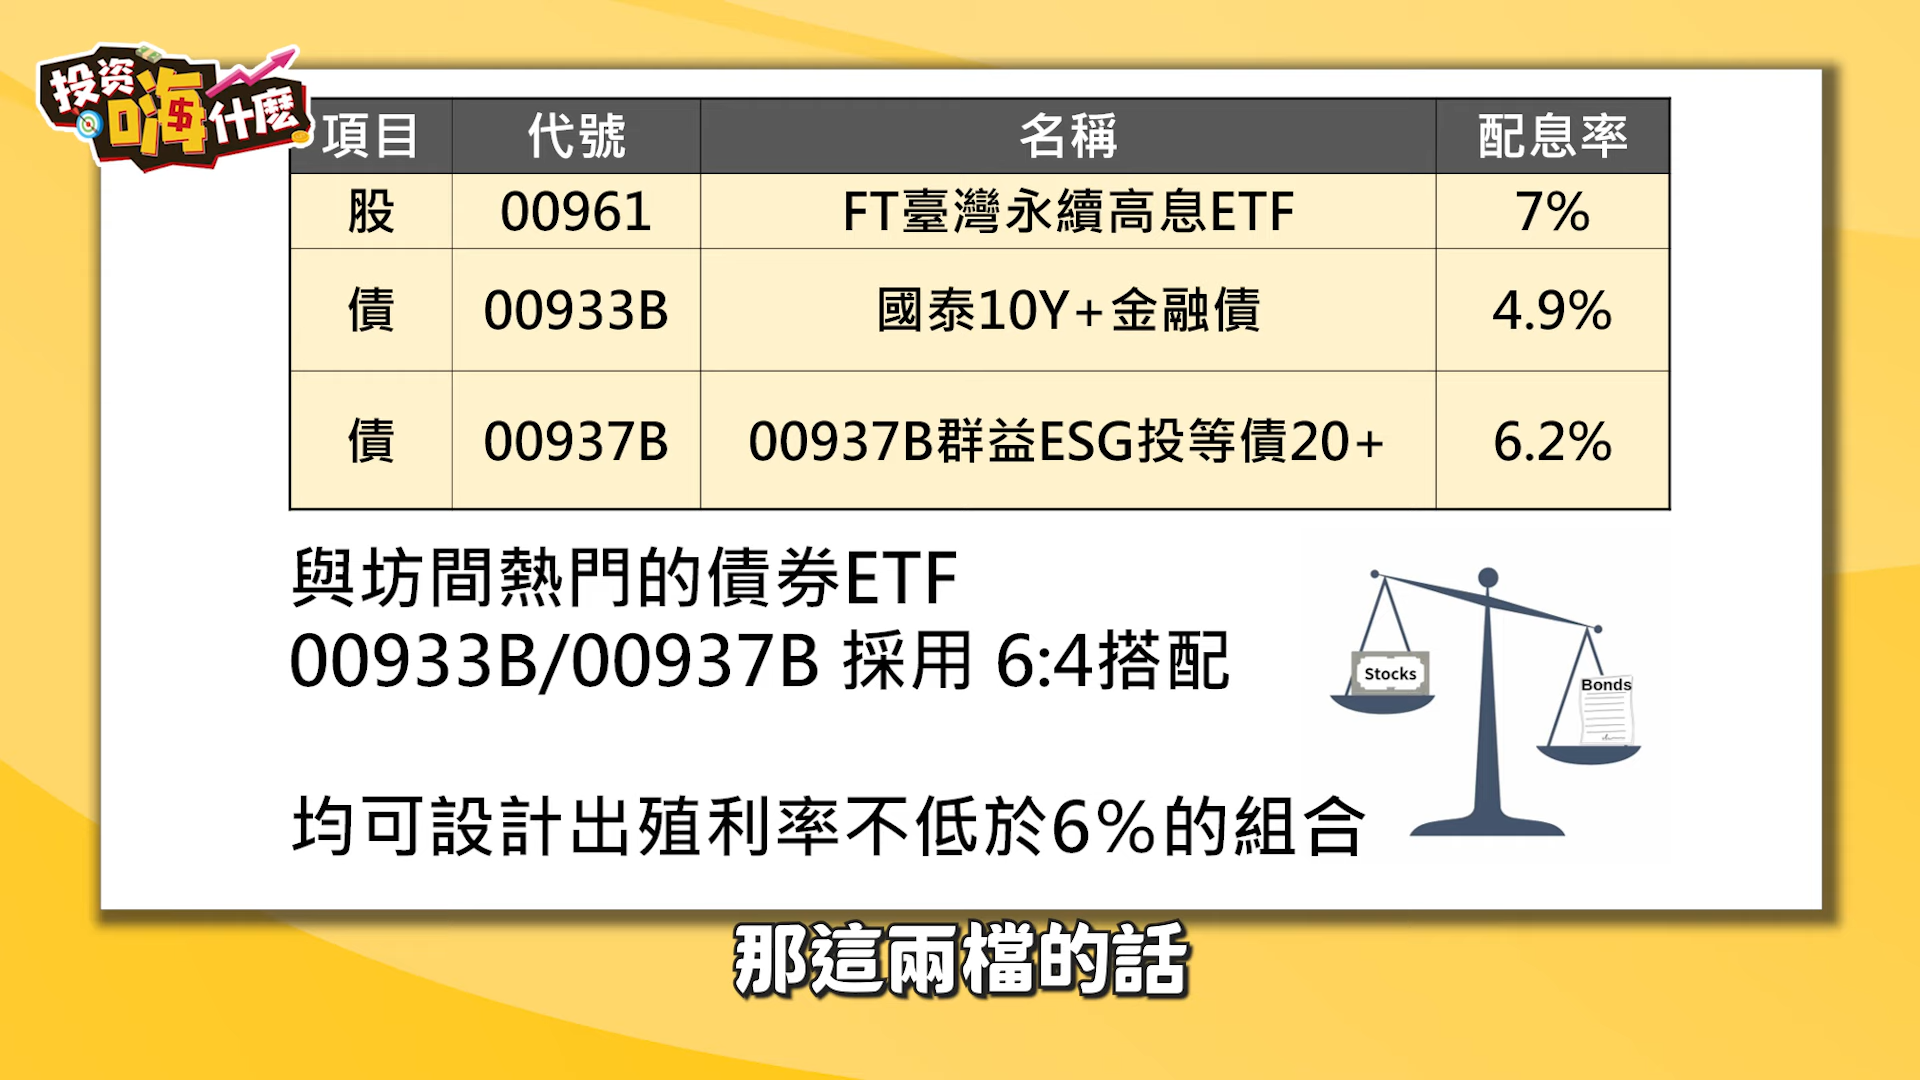 投资
嗨什麼
項目 代號 名稱 配息率
股 00961 FT臺灣永續高息ETF 7%
債 00933B 國泰10Y+金融債 4.9%
債 00937B 00937B群益ESG投等債20+ 6.2%
與坊間熱門的債券ETF
00933B/00937B 採用 6:4搭配
均可設計出殖利率不低於6%的組合
Stocks
Bonds
那這兩檔的話